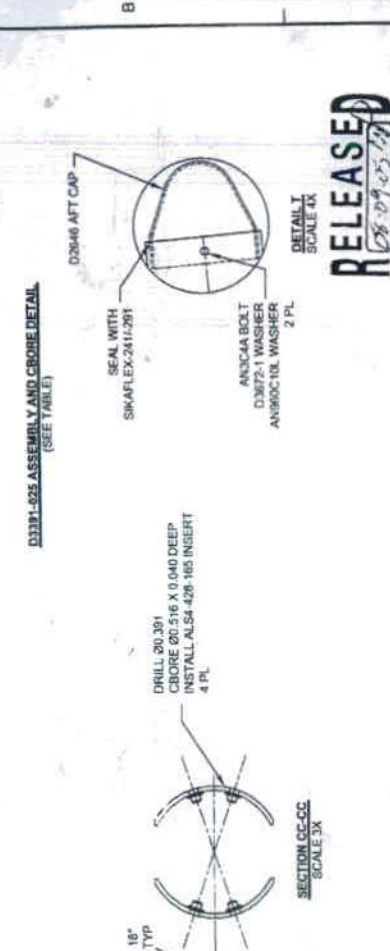 B
D3391-025 ASSEMBLY AND CBORE DETAIL
(SEE TABLE)
D2646 AFT CAP
SEAL WITH
SIKAFLEX-241/-291
AN3C4A BOLT
D3672-1 WASHER
AN960C10L WASHER
2 PL
DETAIL T
SCALE 4X
DRILL Ø0.391
CBORE Ø0.516 X 0.040 DEEP
INSTALL ALS4-428-165 INSERT
4 PL
18°
TYP
SECTION CC-CC
SCALE 3X
RELEASED